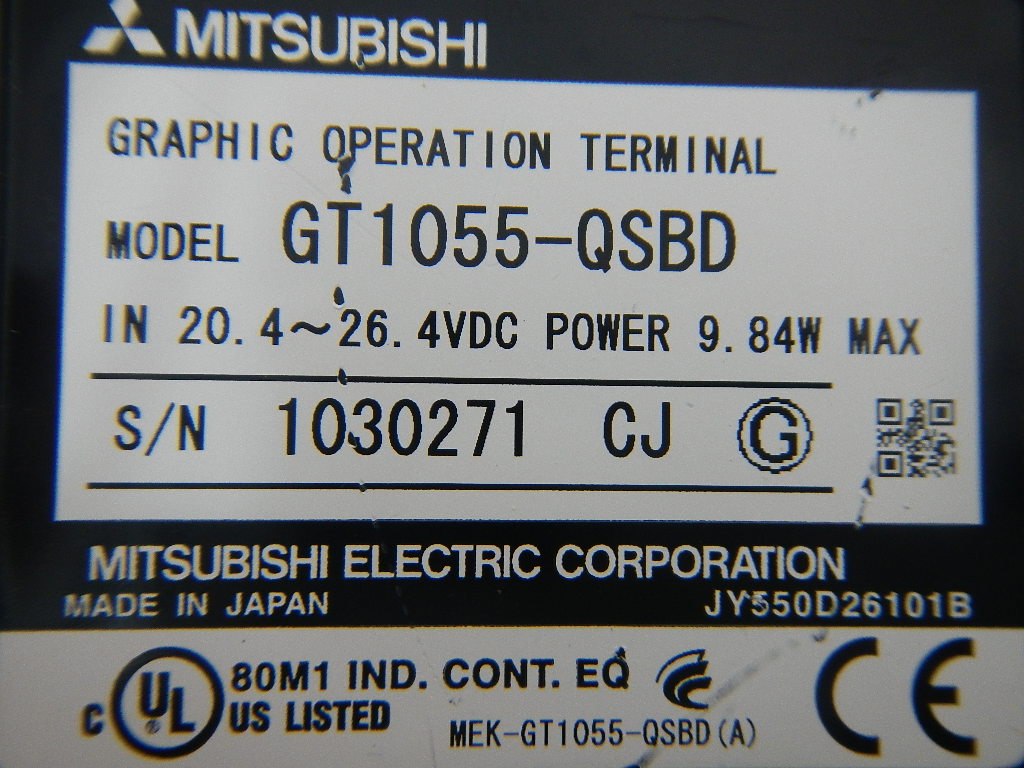 MITSUBISHI
GRAPHIC OPERATION TERMINAL
MODEL GT1055-QSBD
IN 20.4~26.4VDC POWER 9.84W MAX
S/N 1030271 CJ G
MITSUBISHI ELECTRIC CORPORATION
MADE IN JAPAN JY550D26101B
C UL ® 80M1 IND. CONT. EQ
US LISTED
MEK-GT1055-QSBD(A)
CE